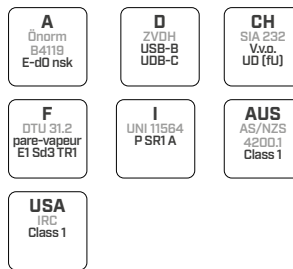 A
Önorm
B4119
E-d0 nsk
D
ZVDH
USB-B
UDB-C
CH
SIA 232
V.v.o.
UD (fU)
F
DTU 31.2
pare-vapeur
E1 Sd3 TR1
I
UNI 11564
P SR1 A
AUS
AS/NZS
4200.1
Class 1
USA
IRC
Class 1